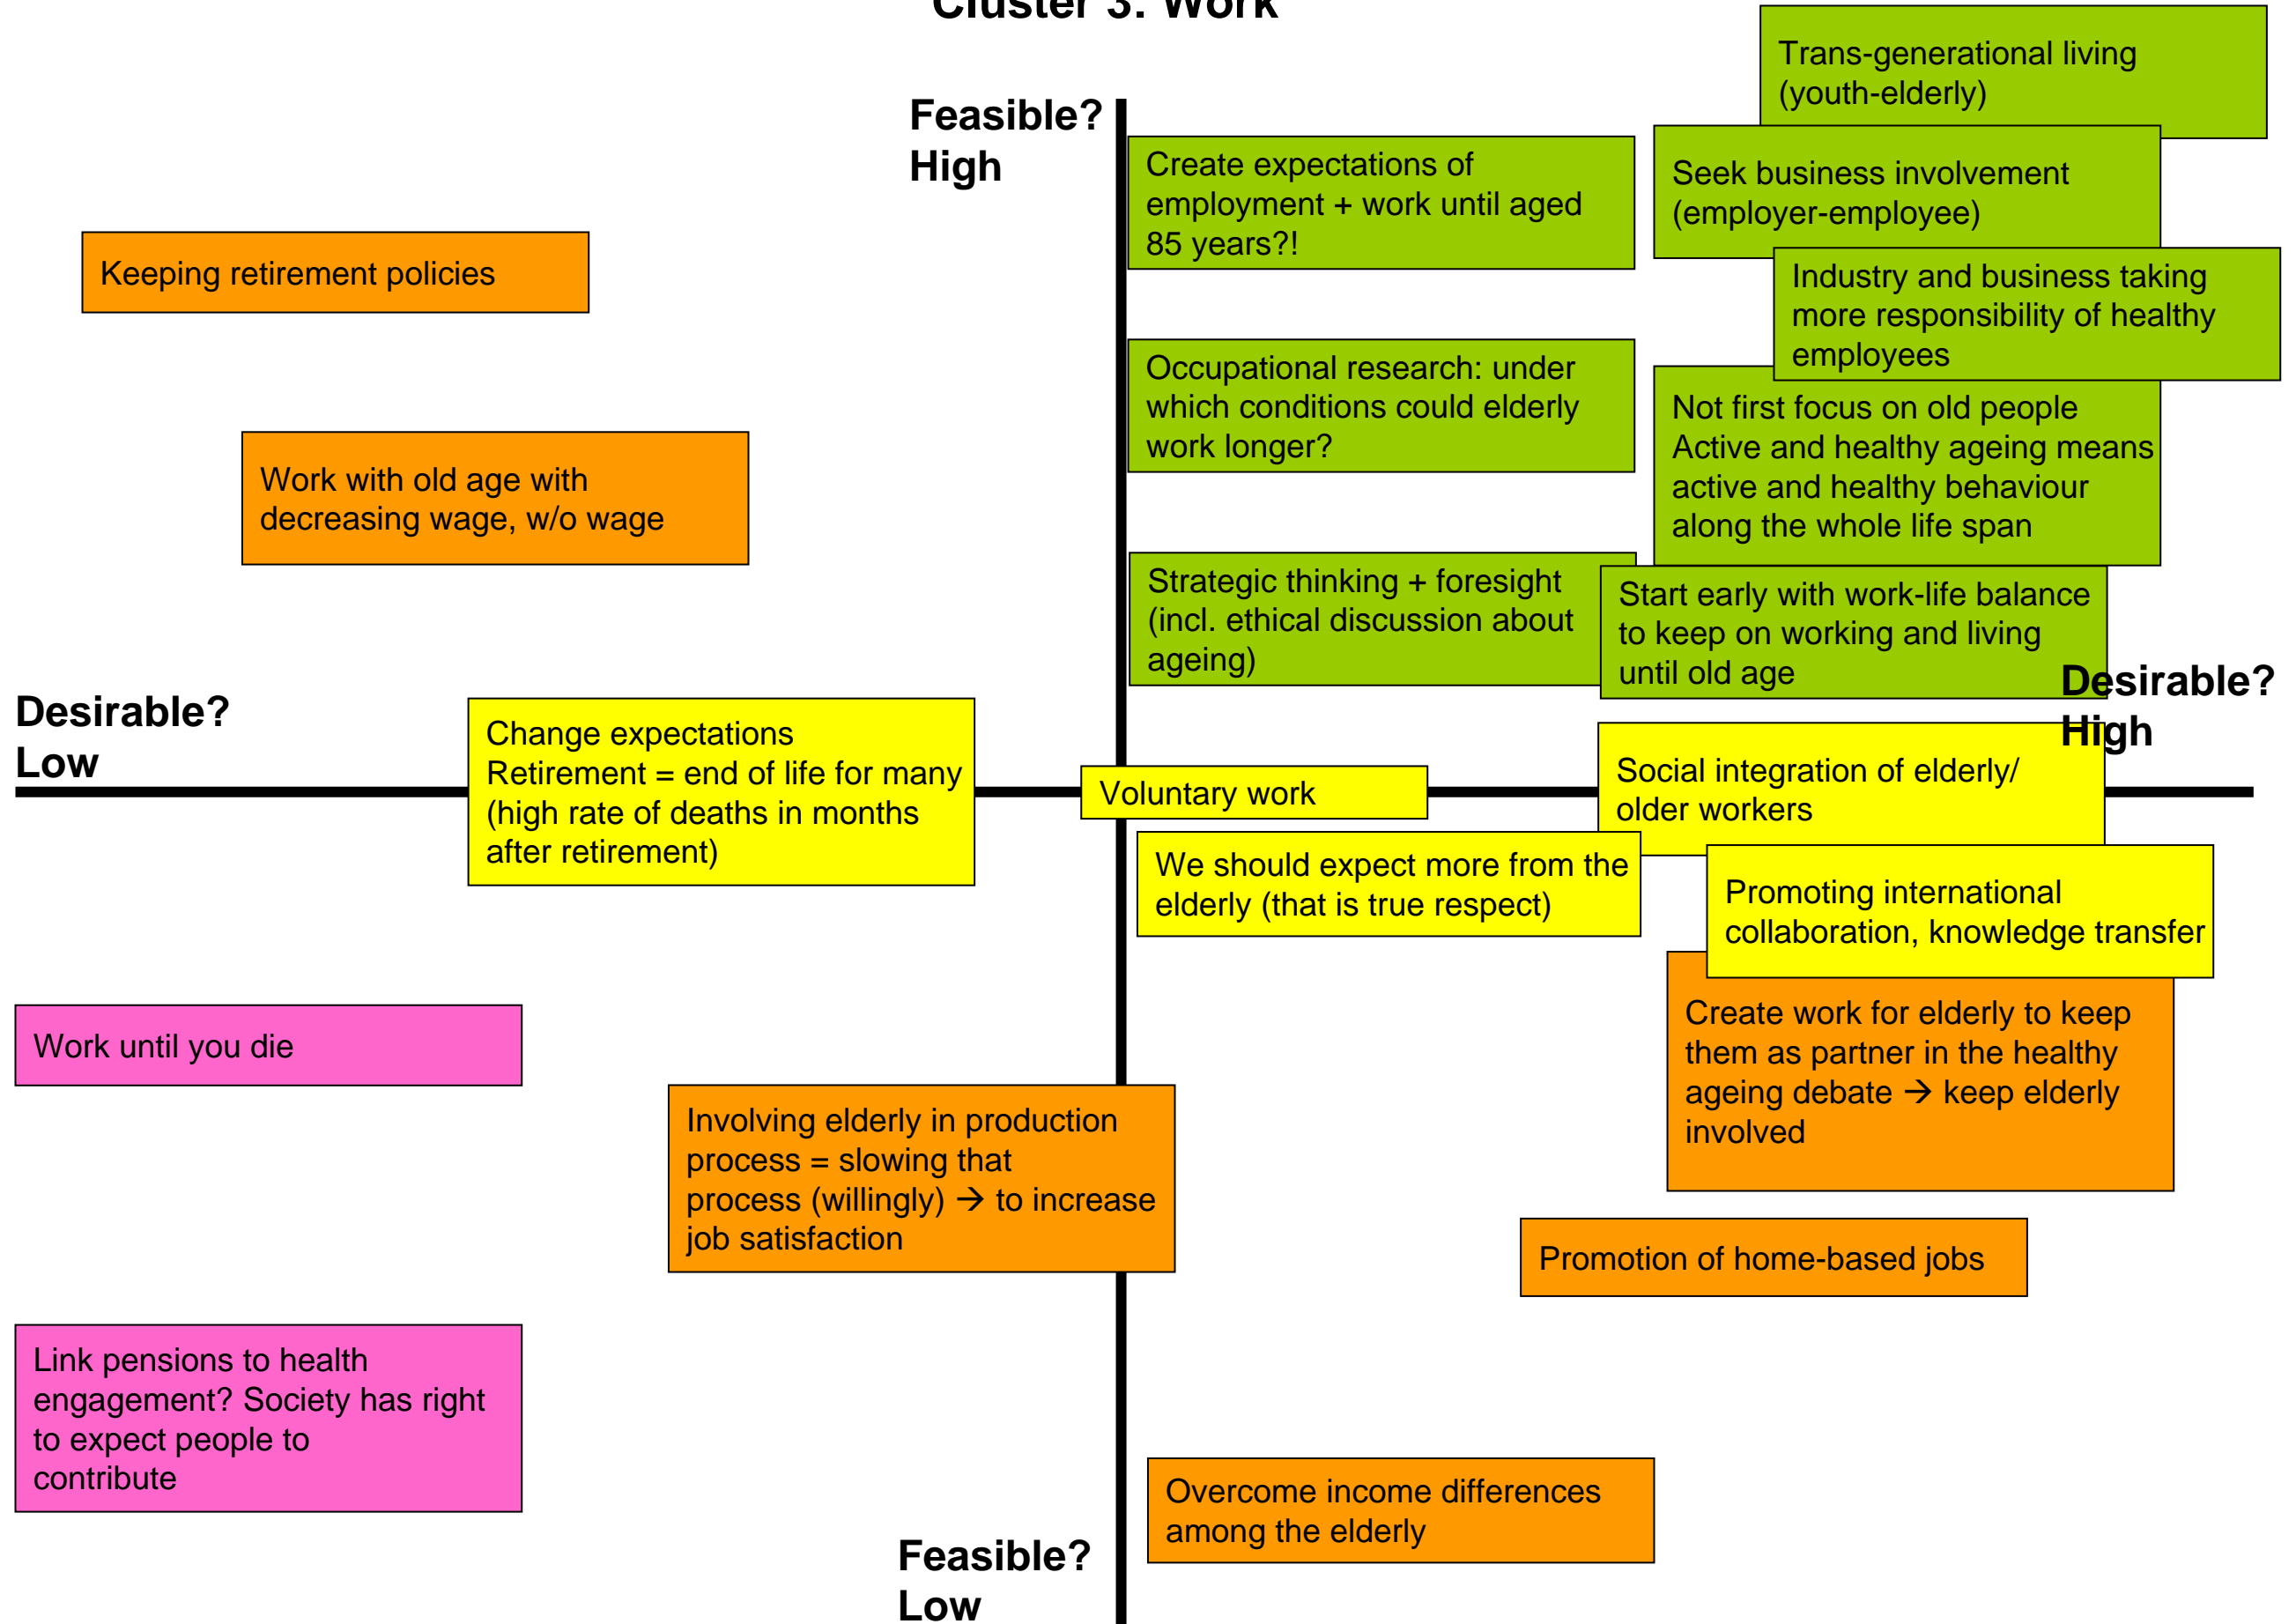 Cluster 3: Work
Trans-generational living
(youth-elderly)
Feasible?
High
Create expectations of
employment + work until aged
85 years?!
Seek business involvement
(employer-employee)
Keeping retirement policies
Industry and business taking
more responsibility of healthy
employees
Occupational research: under
which conditions could elderly
work longer?
Not first focus on old people
Active and healthy ageing means
active and healthy behaviour
along the whole life span
Work with old age with
decreasing wage, w/o wage
Strategic thinking + foresight
(incl. ethical discussion about
ageing)
Start early with work-life balance
to keep on working and living
until old age
Desirable?
High
Desirable?
Low
Change expectations
Retirement = end of life for many
(high rate of deaths in months
after retirement)
Voluntary work
Social integration of elderly/
older workers
We should expect more from the
elderly (that is true respect)
Promoting international
collaboration, knowledge transfer
Work until you die
Create work for elderly to keep
them as partner in the healthy
ageing debate → keep elderly
involved
Involving elderly in production
process = slowing that
process (willingly) → to increase
job satisfaction
Promotion of home-based jobs
Link pensions to health
engagement? Society has right
to expect people to
contribute
Overcome income differences
among the elderly
Feasible?
Low